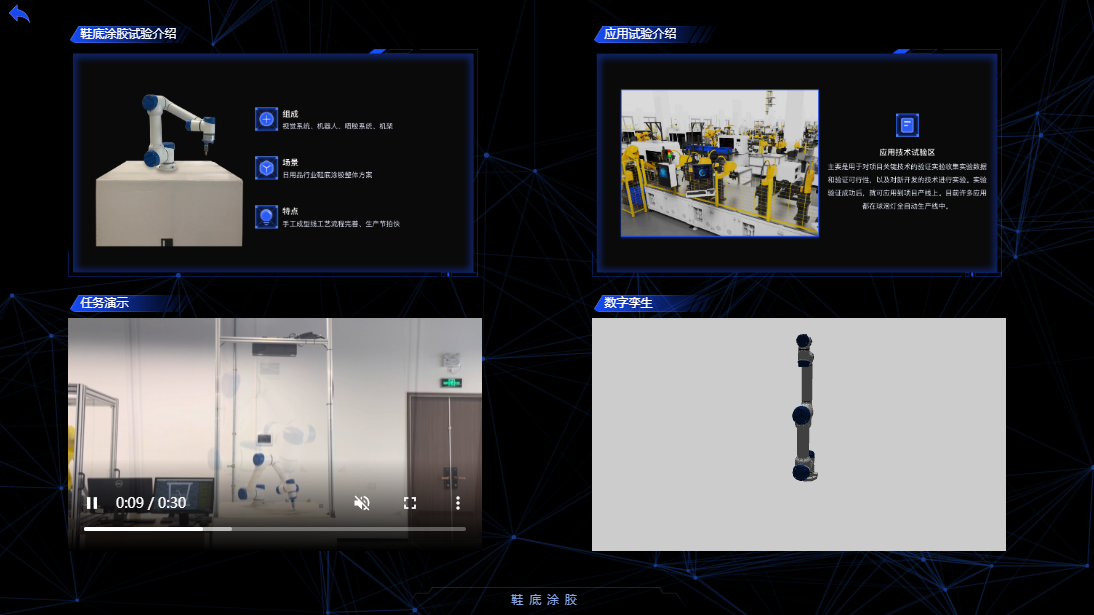 鞋底涂胶试验介绍
组成
视觉系统、机器人、喷胶系统、机架
场景
日用品行业鞋底涂胶整体方案
特点
手工成型线工艺流程完善、生产节拍快
应用试验介绍
应用技术试验区
主要是用于对项目关键技术的验证实验收集实验数据
和验证可行性，以及对新开发的技术进行实验。实验
验证成功后，就可应用到项目产线上。目前许多应用
都在球泡灯全自动生产线中。
任务演示
0:09 / 0:30
数字孪生
鞋底涂胶